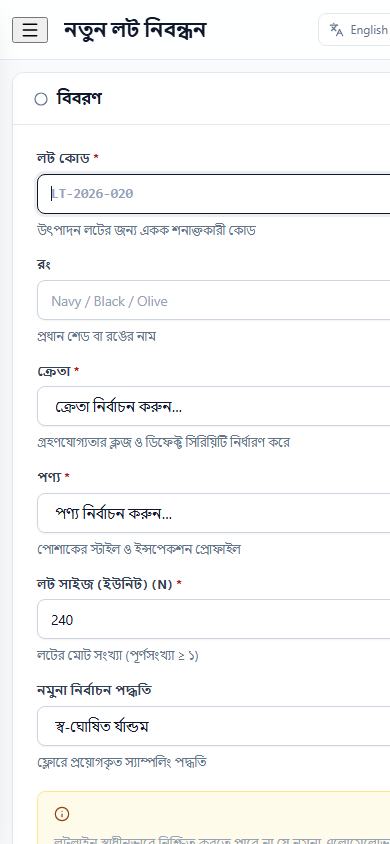 নতুন লট নিবন্ধন
English
বিবরণ
লট কোড *
LT-2026-020
উৎপাদন লটের জন্য একক শনাক্তকারী কোড
রং
Navy / Black / Olive
প্রধান শেড বা রঙের নাম
ক্রেতা *
ক্রেতা নির্বাচন করুন...
গ্রহণযোগ্যতার ক্লজ ও ডিফেক্ট সিরিয়িটি নির্ধারণ করে
পণ্য *
পণ্য নির্বাচন করুন...
পোশাকের স্টাইল ও ইন্সপেকশন প্রোফাইল
লট সাইজ (ইউনিট) (N) *
240
লটের মোট সংখ্যা (পূর্ণসংখ্যা ≥ ১)
নমুনা নির্বাচন পদ্ধতি
স্ব-ঘোষিত র্যান্ডম
ফ্লোরে প্রয়োগকৃত স্যাম্পলিং পদ্ধতি